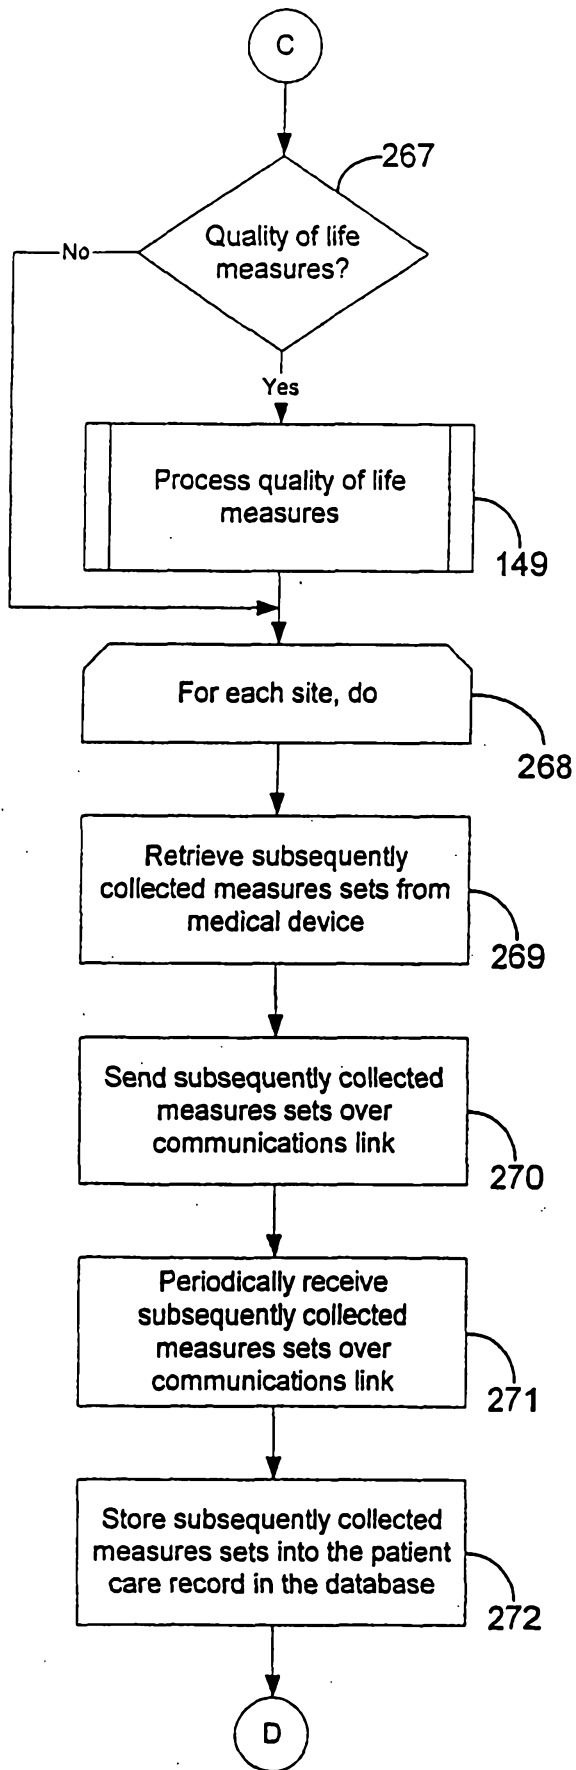 C
267
Quality of life
measures?
No
Yes
Process quality of life
measures
149
For each site, do
268
Retrieve subsequently
collected measures sets from
medical device
269
Send subsequently collected
measures sets over
communications link
270
Periodically receive
subsequently collected
measures sets over
communications link
271
Store subsequently collected
measures sets into the patient
care record in the database
272
D